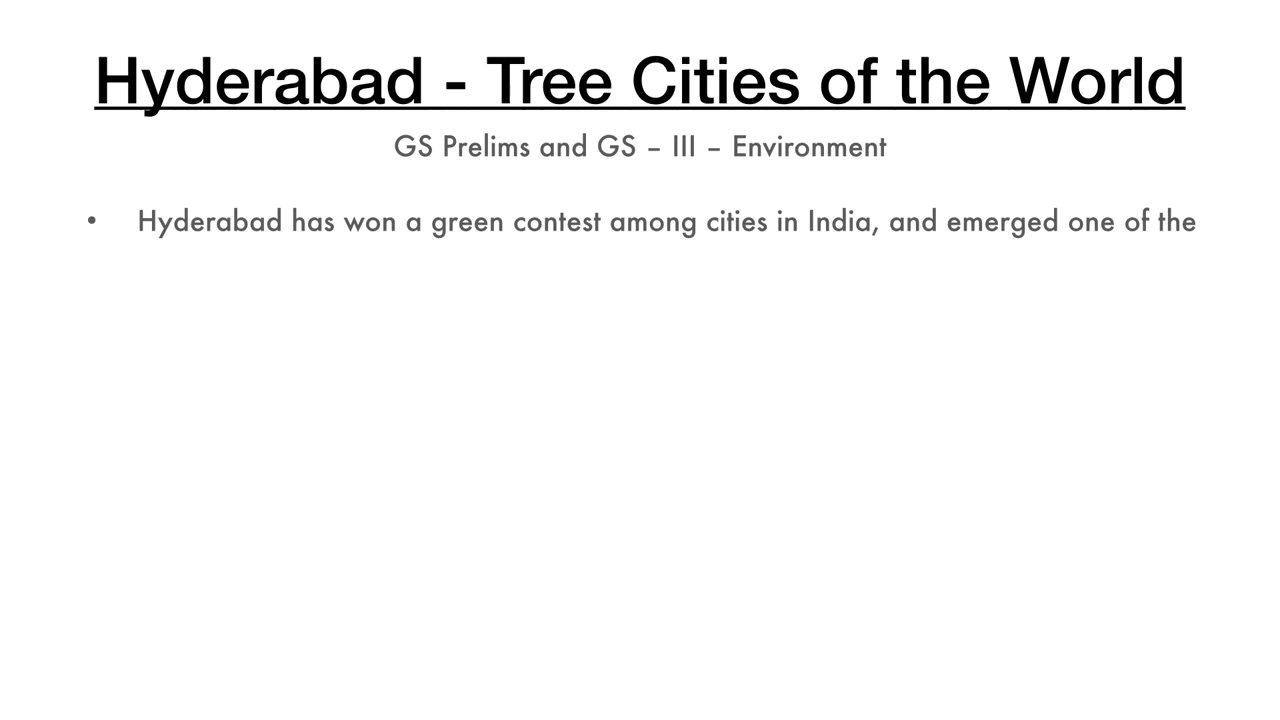 Hyderabad - Tree Cities of the World
GS Prelims and GS – III – Environment
• Hyderabad has won a green contest among cities in India, and emerged one of the